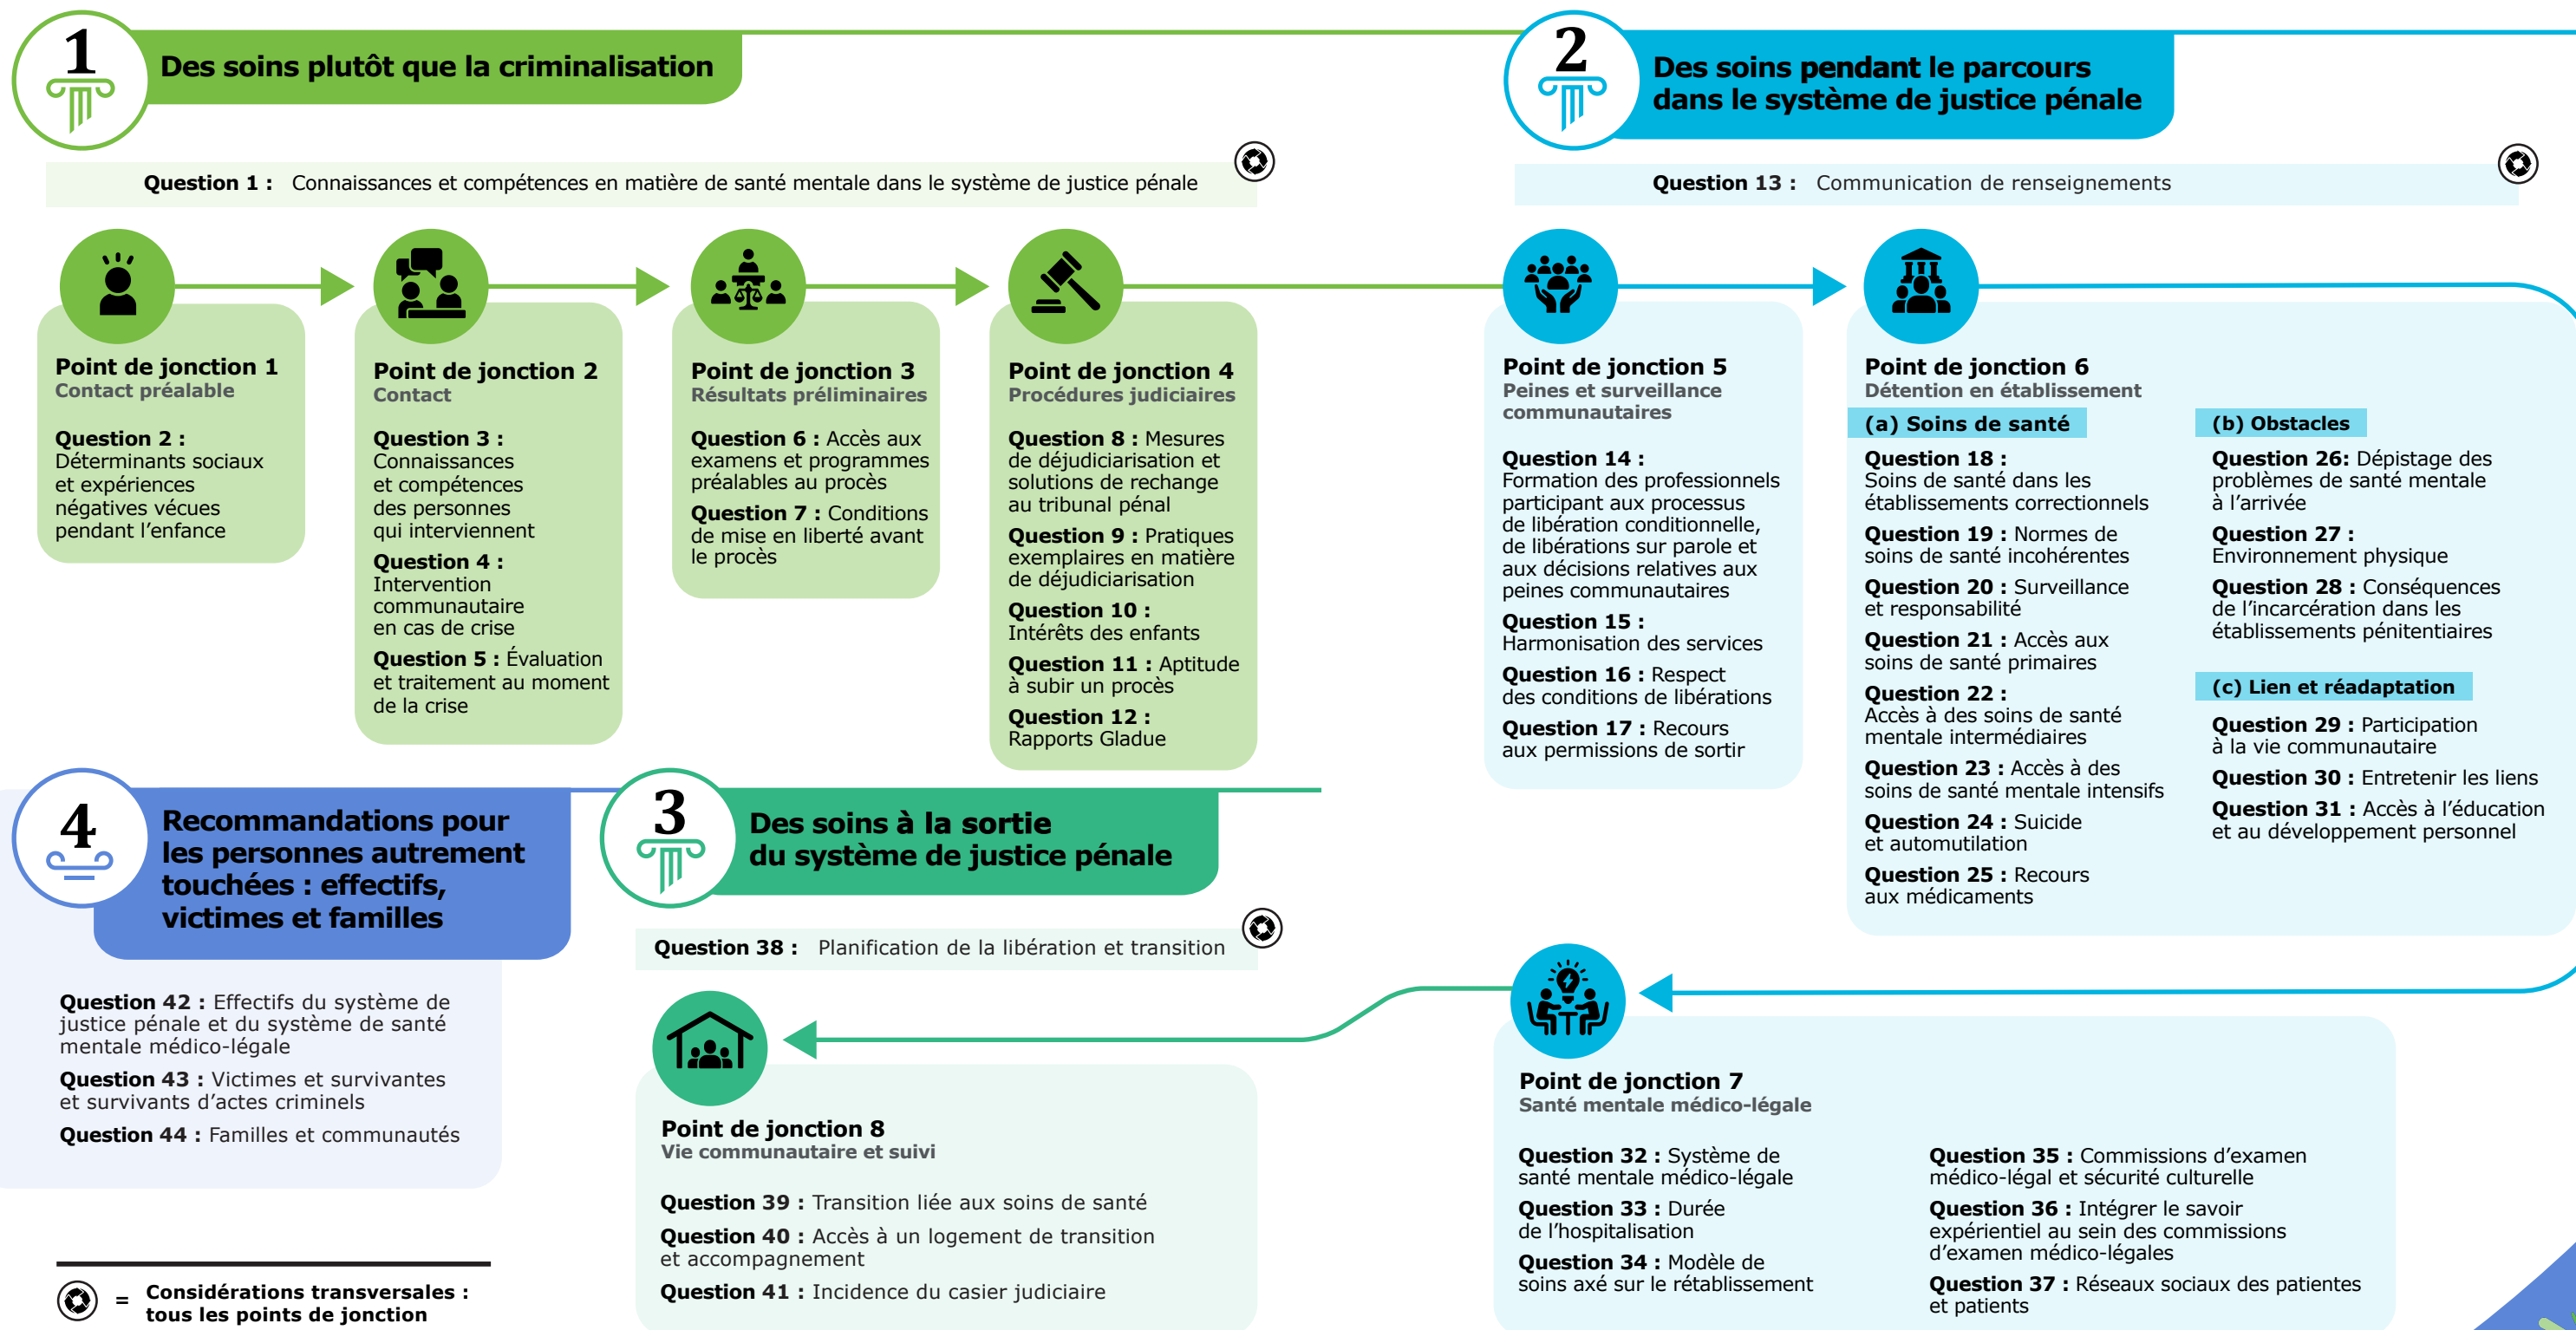 1
Des soins plutôt que la criminalisation
Question 1 : Connaissances et compétences en matière de santé mentale dans le système de justice pénale
Point de jonction 1
Contact préalable
Question 2 :
Déterminants sociaux
et expériences
négatives vécues
pendant l’enfance
Point de jonction 2
Contact
Question 3 :
Connaissances
et compétences
des personnes
qui interviennent
Question 4 :
Intervention
communautaire
en cas de crise
Question 5 : Évaluation
et traitement au moment
de la crise
Point de jonction 3
Résultats préliminaires
Question 6 : Accès aux
examens et programmes
préalables au procès
Question 7 : Conditions
de mise en liberté avant
le procès
Point de jonction 4
Procédures judiciaires
Question 8 : Mesures
de déjudiciarisation et
solutions de rechange
au tribunal pénal
Question 9 : Pratiques
exemplaires en matière
de déjudiciarisation
Question 10 :
Intérêts des enfants
Question 11 : Aptitude
à subir un procès
Question 12 :
Rapports Gladue
2
Des soins pendant le parcours
dans le système de justice pénale
Question 13 : Communication de renseignements
Point de jonction 5
Peines et surveillance
communautaires
Question 14 :
Formation des professionnels
participant aux processus
de libération conditionnelle,
de libérations sur parole et
aux décisions relatives aux
peines communautaires
Question 15 :
Harmonisation des services
Question 16 : Respect
des conditions de libérations
Question 17 : Recours
aux permissions de sortir
Point de jonction 6
Détention en établissement
(a) Soins de santé
Question 18 :
Soins de santé dans les
établissements correctionnels
Question 19 : Normes de
soins de santé incohérentes
Question 20 : Surveillance
et responsabilité
Question 21 : Accès aux
soins de santé primaires
Question 22 :
Accès à des soins de santé
mentale intermédiaires
Question 23 : Accès à des
soins de santé mentale intensifs
Question 24 : Suicide
et automutilation
Question 25 : Recours
aux médicaments
(b) Obstacles
Question 26: Dépistage des
problèmes de santé mentale
à l’arrivée
Question 27 :
Environnement physique
Question 28 : Conséquences
de l’incarcération dans les
établissements pénitentiaires
(c) Lien et réadaptation
Question 29 : Participation
à la vie communautaire
Question 30 : Entretenir les liens
Question 31 : Accès à l’éducation
et au développement personnel
Point de jonction 7
Santé mentale médico-légale
Question 32 : Système de
santé mentale médico-légale
Question 33 : Durée
de l’hospitalisation
Question 34 : Modèle de
soins axé sur le rétablissement
Question 35 : Commissions d’examen
médico-légal et sécurité culturelle
Question 36 : Intégrer le savoir
expérientiel au sein des commissions
d’examen médico-légales
Question 37 : Réseaux sociaux des patientes
et patients
3
Des soins à la sortie
du système de justice pénale
Question 38 : Planification de la libération et transition
Point de jonction 8
Vie communautaire et suivi
Question 39 : Transition liée aux soins de santé
Question 40 : Accès à un logement de transition
et accompagnement
Question 41 : Incidence du casier judiciaire
4
Recommandations pour
les personnes autrement
touchées : effectifs,
victimes et familles
Question 42 : Effectifs du système de
justice pénale et du système de santé
mentale médico-légale
Question 43 : Victimes et survivantes
et survivants d’actes criminels
Question 44 : Familles et communautés
= Considérations transversales :
tous les points de jonction